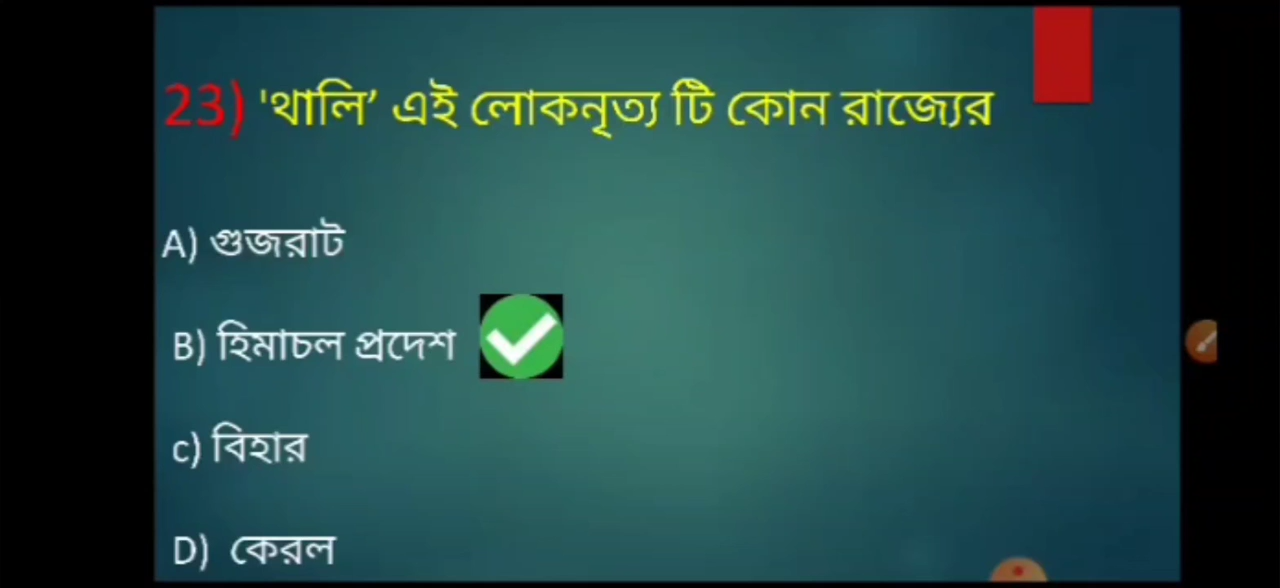 23) 'থালি’ এই লোকনৃত্য টি কোন রাজ্যের
A) গুজরাট
B) হিমাচল প্রদেশ
c) বিহার
D) কেরল